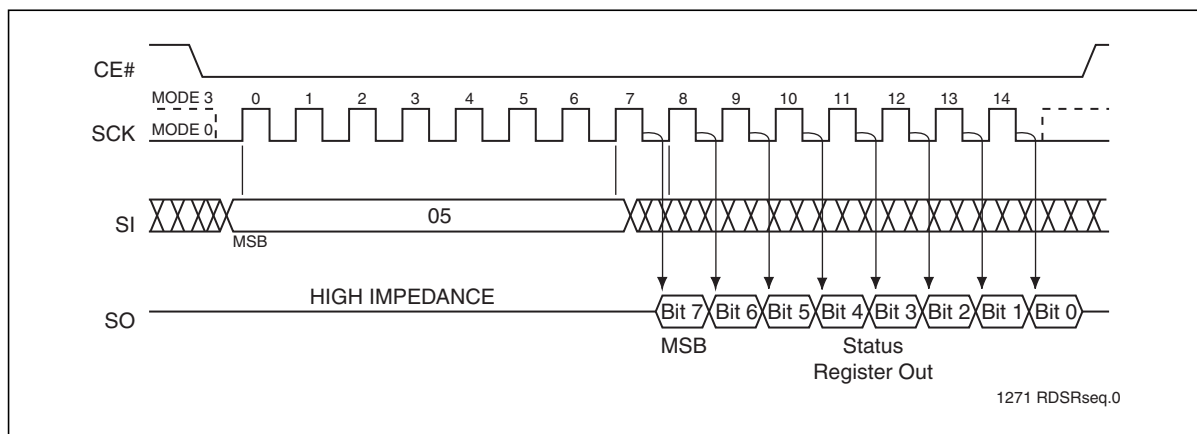 CE#
MODE 3 0 1 2 3 4 5 6 7 8 9 10 11 12 13 14
SCK MODE 0
SI 05
MSB
HIGH IMPEDANCE
SO Bit 7 Bit 6 Bit 5 Bit 4 Bit 3 Bit 2 Bit 1 Bit 0
MSB Status
Register Out
1271 RDSRseq.0